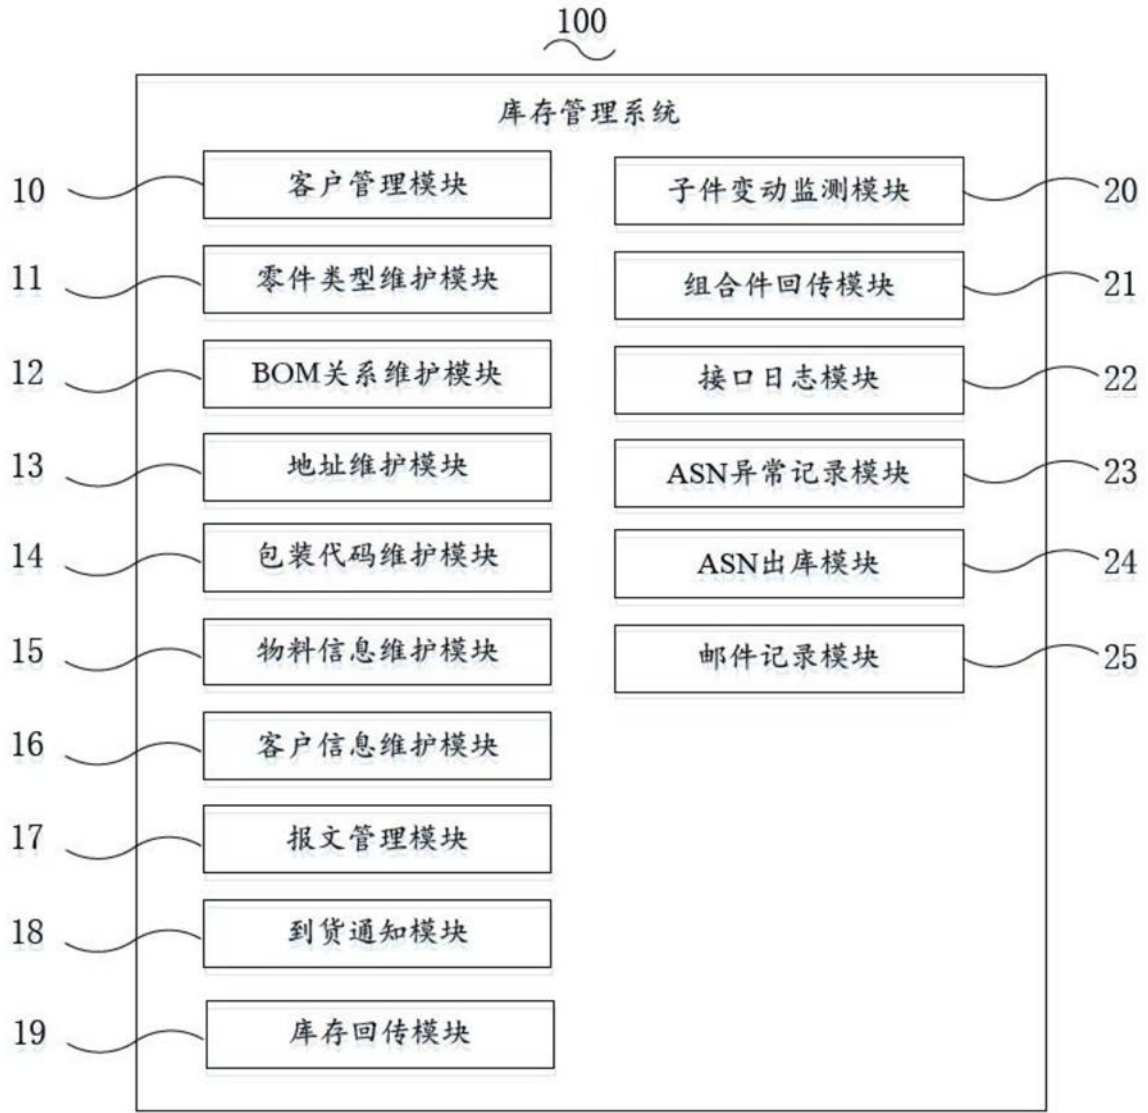 100
库存管理系统
10 客户管理模块
11 零件类型维护模块
12 BOM关系维护模块
13 地址维护模块
14 包装代码维护模块
15 物料信息维护模块
16 客户信息维护模块
17 报文管理模块
18 到货通知模块
19 库存回传模块
子件变动监测模块 20
组合件回传模块 21
接口日志模块 22
ASN异常记录模块 23
ASN出库模块 24
邮件记录模块 25